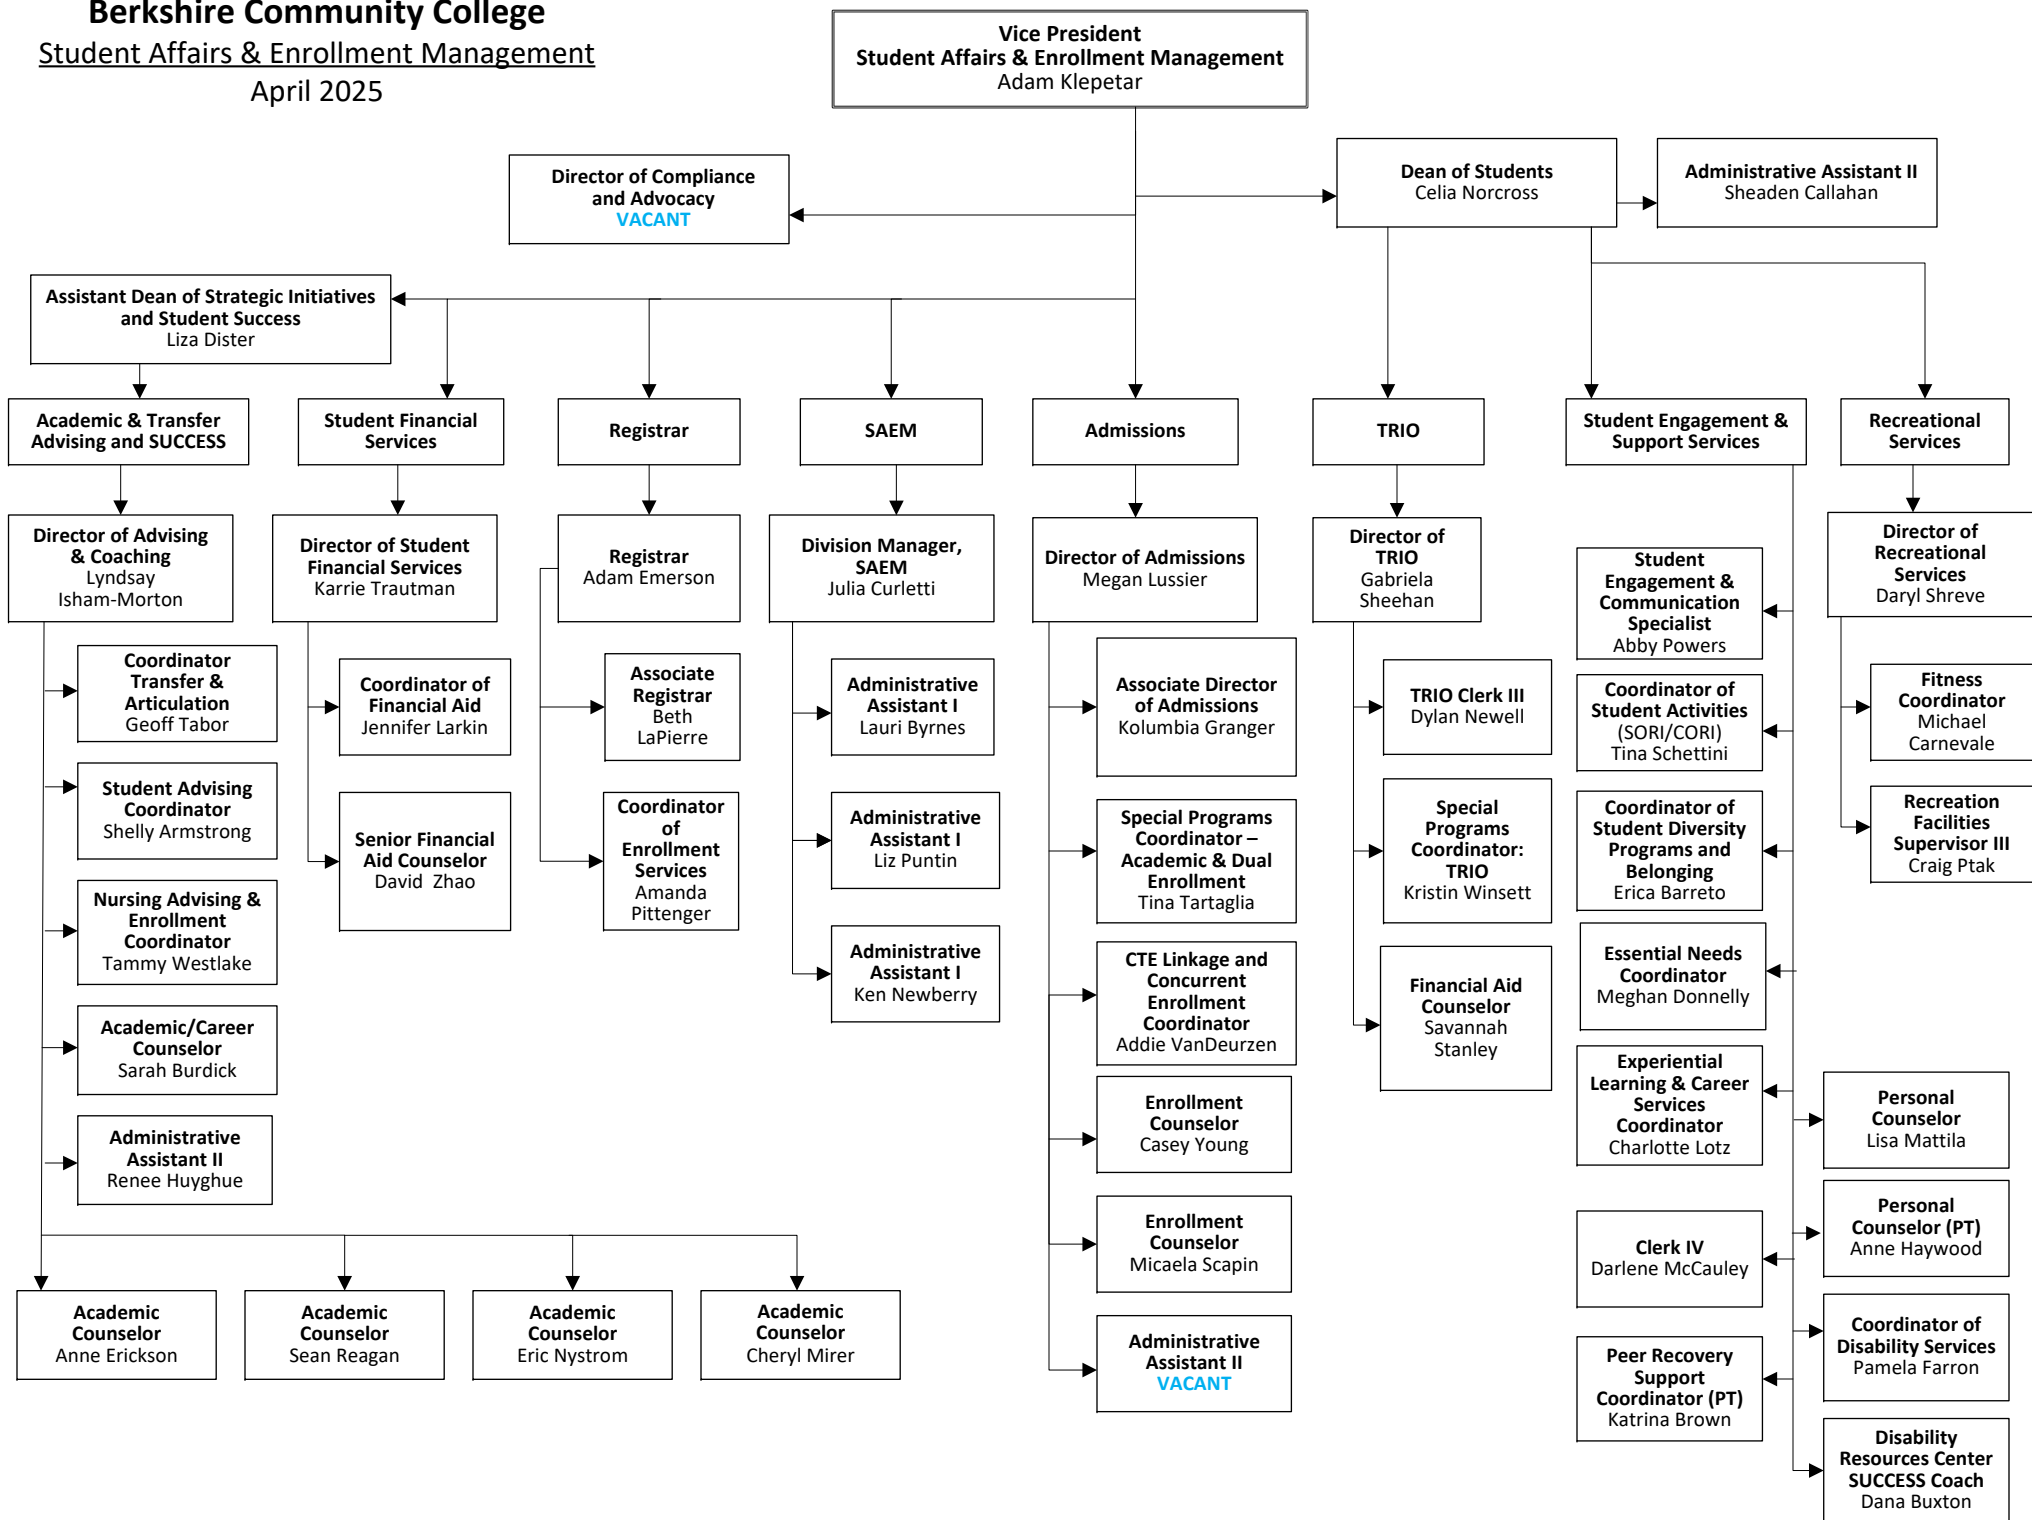 Berkshire Community College
Student Affairs & Enrollment Management
April 2025
Vice President
Student Affairs & Enrollment Management
Adam Klepetar
Director of Compliance
and Advocacy
VACANT
Dean of Students
Celia Norcross
Administrative Assistant II
Sheaden Callahan
Assistant Dean of Strategic Initiatives
and Student Success
Liza Dister
Academic & Transfer
Advising and SUCCESS
Student Financial
Services
Registrar
SAEM
Admissions
TRIO
Student Engagement &
Support Services
Recreational
Services
Director of Advising
& Coaching
Lyndsay
Isham-Morton
Coordinator
Transfer &
Articulation
Geoff Tabor
Student Advising
Coordinator
Shelly Armstrong
Nursing Advising &
Enrollment
Coordinator
Tammy Westlake
Academic/Career
Counselor
Sarah Burdick
Administrative
Assistant II
Renee Huyghue
Academic
Counselor
Anne Erickson
Academic
Counselor
Sean Reagan
Academic
Counselor
Eric Nystrom
Academic
Counselor
Cheryl Mirer
Director of Student
Financial Services
Karrie Trautman
Coordinator of
Financial Aid
Jennifer Larkin
Senior Financial
Aid Counselor
David  Zhao
Registrar
Adam Emerson
Associate
Registrar
Beth
LaPierre
Coordinator
of
Enrollment
Services
Amanda
Pittenger
Division Manager,
SAEM
Julia Curletti
Administrative
Assistant I
Lauri Byrnes
Administrative
Assistant I
Liz Puntin
Administrative
Assistant I
Ken Newberry
Director of Admissions
Megan Lussier
Associate Director
of Admissions
Kolumbia Granger
Special Programs
Coordinator –
Academic & Dual
Enrollment
Tina Tartaglia
CTE Linkage and
Concurrent
Enrollment
Coordinator
Addie VanDeurzen
Enrollment
Counselor
Casey Young
Enrollment
Counselor
Micaela Scapin
Administrative
Assistant II
VACANT
Director of
TRIO
Gabriela
Sheehan
TRIO Clerk III
Dylan Newell
Special
Programs
Coordinator:
TRIO
Kristin Winsett
Financial Aid
Counselor
Savannah
Stanley
Student
Engagement &
Communication
Specialist
Abby Powers
Coordinator of
Student Activities
(SORI/CORI)
Tina Schettini
Coordinator of
Student Diversity
Programs and
Belonging
Erica Barreto
Essential Needs
Coordinator
Meghan Donnelly
Experiential
Learning & Career
Services
Coordinator
Charlotte Lotz
Clerk IV
Darlene McCauley
Peer Recovery
Support
Coordinator (PT)
Katrina Brown
Personal
Counselor
Lisa Mattila
Personal
Counselor (PT)
Anne Haywood
Coordinator of
Disability Services
Pamela Farron
Disability
Resources Center
SUCCESS Coach
Dana Buxton
Director of
Recreational
Services
Daryl Shreve
Fitness
Coordinator
Michael
Carnevale
Recreation
Facilities
Supervisor III
Craig Ptak